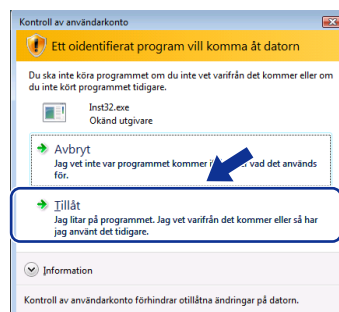 Kontroll av användarkonto
Ett oidentifierat program vill komma åt datorn
Du ska inte köra programmet om du inte vet varifrån det kommer eller om
du inte kört programmet tidigare.
Inst32.exe
Okänd utgivare
Avbryt
Jag vet inte var programmet kommer vad det används
för.
Tillåt
Jag litar på programmet. Jag vet varifrån det kommer eller så har
jag använt det tidigare.
Information
Kontroll av användarkonto förhindrar otillåtna ändringar på datorn.